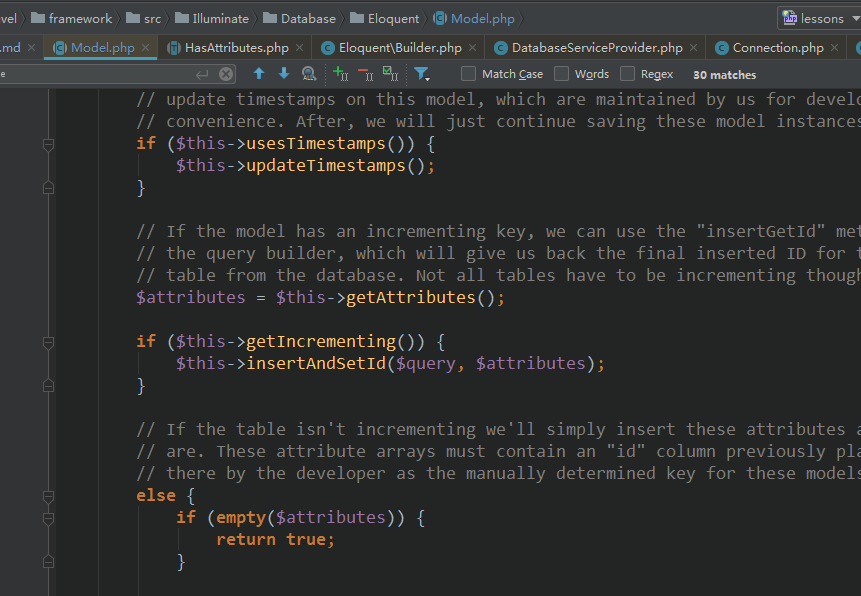 vel framework src Illuminate Database Eloquent Model.php lessons
.md Model.php HasAttributes.php Eloquent\Builder.php DatabaseServiceProvider.php Connection.php
e Match Case Words Regex 30 matches
// update timestamps on this model, which are maintained by us for develo
// convenience. After, we will just continue saving these model instances
if ($this->usesTimestamps()) {
$this->updateTimestamps();
}
// If the model has an incrementing key, we can use the "insertGetId" met
// the query builder, which will give us back the final inserted ID for t
// table from the database. Not all tables have to be incrementing though
$attributes = $this->getAttributes();
if ($this->getIncrementing()) {
$this->insertAndSetId($query, $attributes);
}
// If the table isn't incrementing we'll simply insert these attributes a
// are. These attribute arrays must contain an "id" column previously pla
// there by the developer as the manually determined key for these models
else {
if (empty($attributes)) {
return true;
}